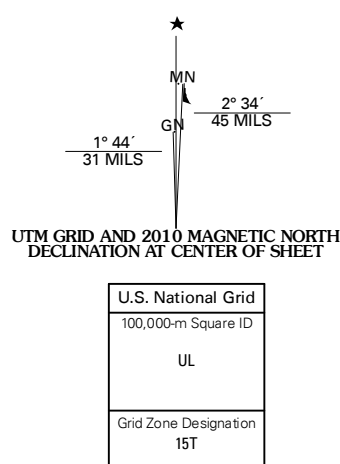 MN
2° 34´
45 MILS
GN
1° 44´
31 MILS
UTM GRID AND 2010 MAGNETIC NORTH
DECLINATION AT CENTER OF SHEET
U.S. National Grid
100,000-m Square ID
UL
Grid Zone Designation
15T